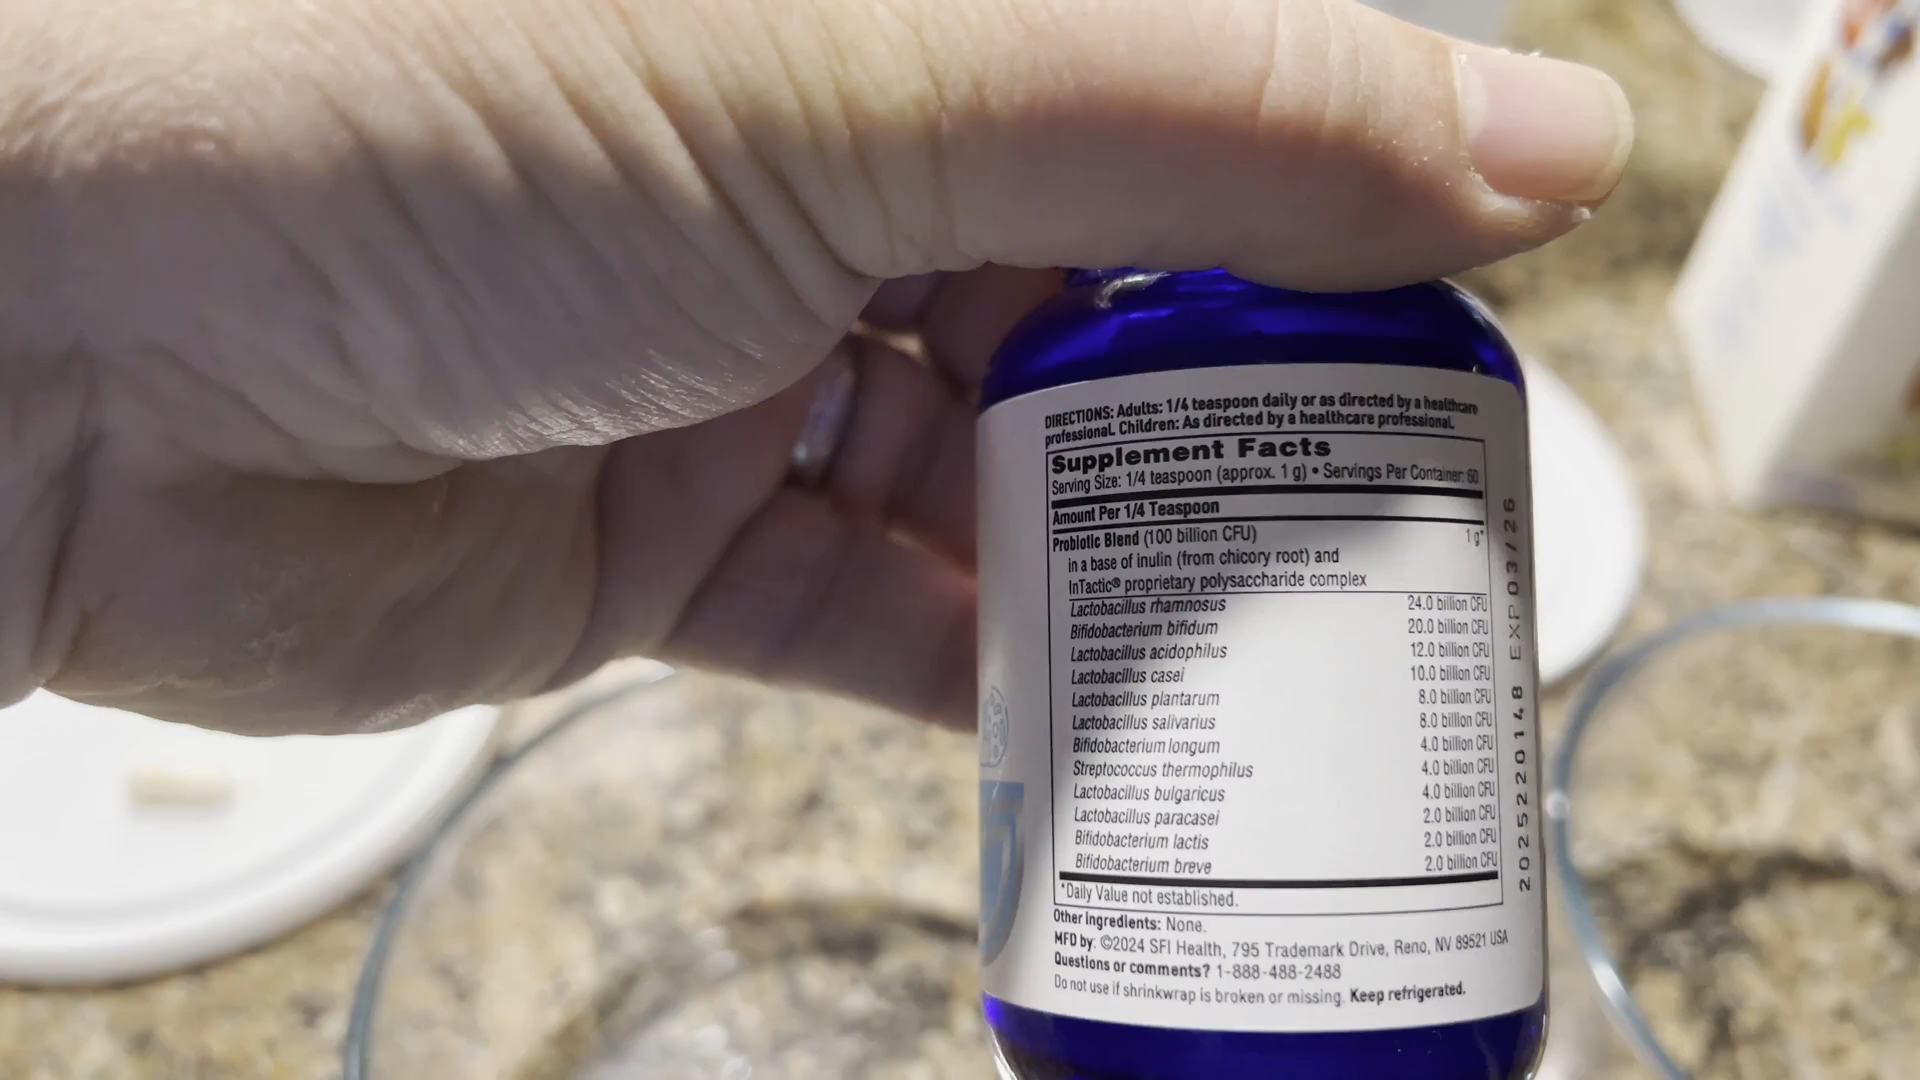 DIRECTIONS: Adults: 1/4 teaspoon daily or as directed by a healthcare
professional. Children: As directed by a healthcare professional.
Supplement Facts
Serving Size: 1/4 teaspoon (approx. 1 g) • Servings Per Container: 60
Amount Per 1/4 Teaspoon
Probiotic Blend (100 billion CFU) 1 g*
in a base of inulin (from chicory root) and
InTactic® proprietary polysaccharide complex
Lactobacillus rhamnosus 24.0 billion CFU
Bifidobacterium bifidum 20.0 billion CFU
Lactobacillus acidophilus 12.0 billion CFU
Lactobacillus casei 10.0 billion CFU
Lactobacillus plantarum 8.0 billion CFU
Lactobacillus salivarius 8.0 billion CFU
Bifidobacterium longum 4.0 billion CFU
Streptococcus thermophilus 4.0 billion CFU
Lactobacillus bulgaricus 4.0 billion CFU
Lactobacillus paracasei 2.0 billion CFU
Bifidobacterium lactis 2.0 billion CFU
Bifidobacterium breve 2.0 billion CFU
*Daily Value not established.
Other ingredients: None.
MFD by: ©2024 SFI Health, 795 Trademark Drive, Reno, NV 89521 USA
Questions or comments? 1-888-488-2488
Do not use if shrinkwrap is broken or missing. Keep refrigerated.
2025220148 EXP 03/26